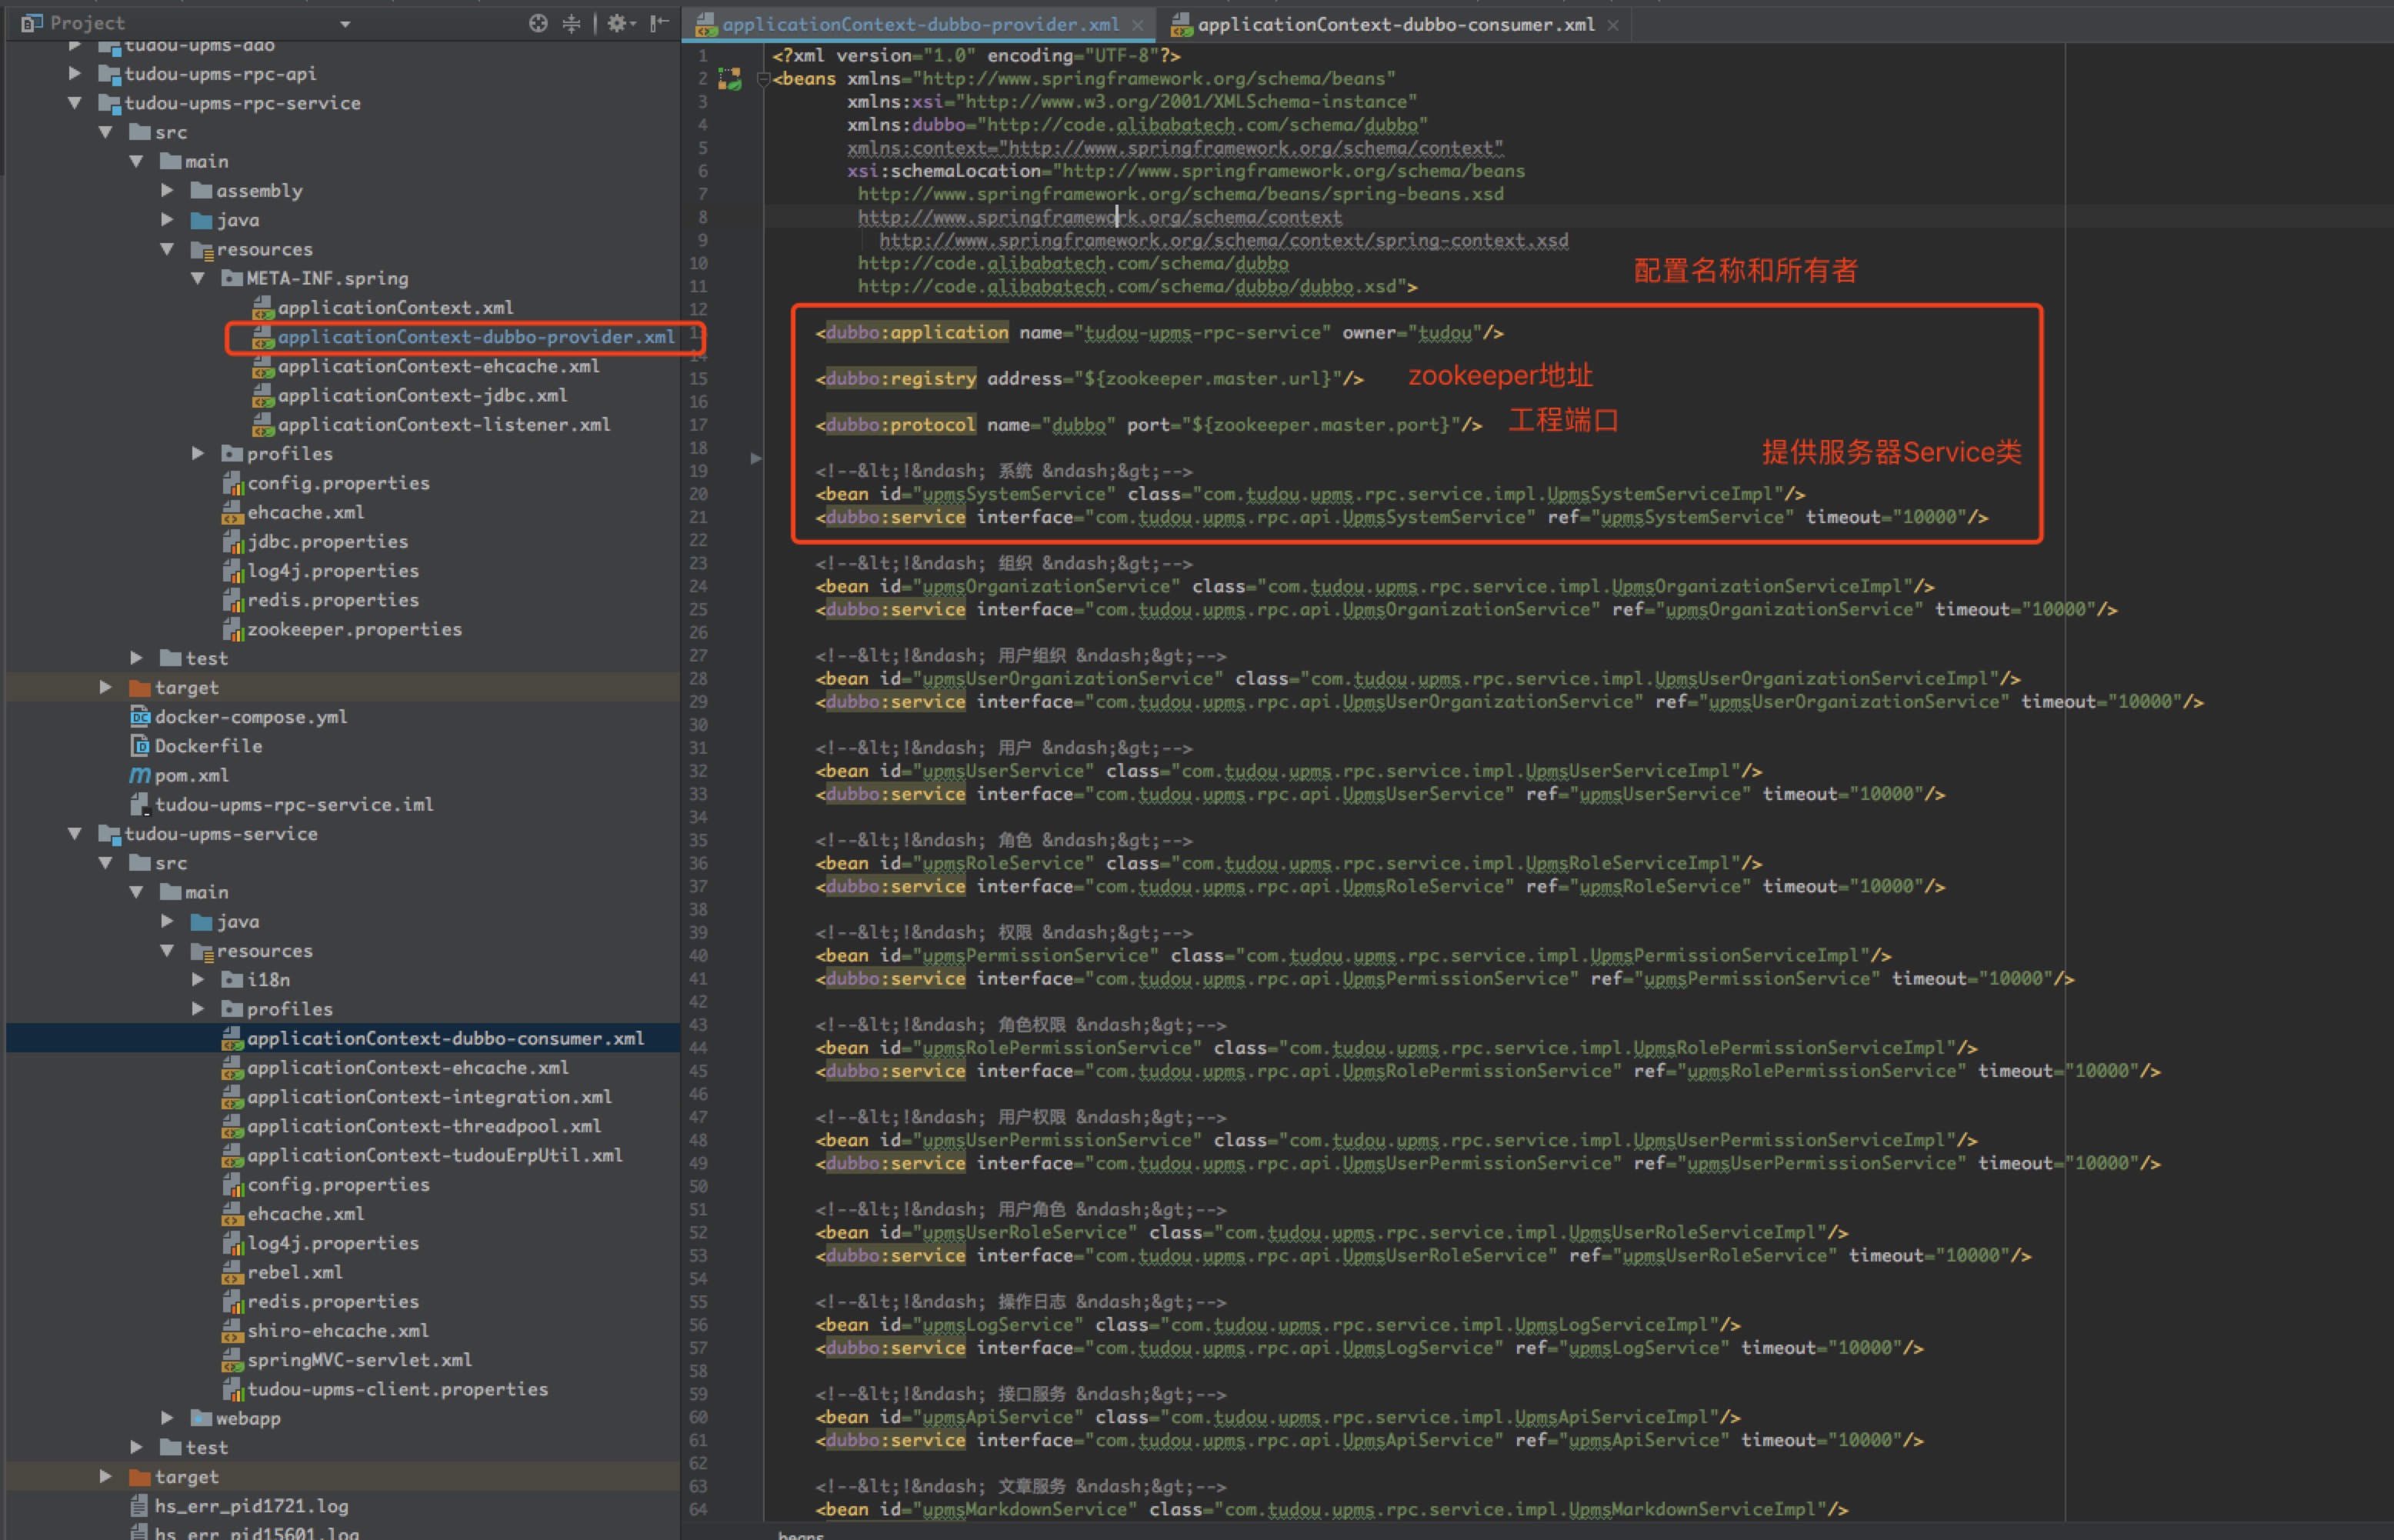 Project
tudou-upms-dao
tudou-upms-rpc-api
tudou-upms-rpc-service
src
main
assembly
java
resources
META-INF.spring
applicationContext.xml
applicationContext-dubbo-provider.xml
applicationContext-ehcache.xml
applicationContext-jdbc.xml
applicationContext-listener.xml
profiles
config.properties
ehcache.xml
jdbc.properties
log4j.properties
redis.properties
zookeeper.properties
test
target
docker-compose.yml
Dockerfile
pom.xml
tudou-upms-rpc-service.iml
tudou-upms-service
src
main
java
resources
i18n
profiles
applicationContext-dubbo-consumer.xml
applicationContext-ehcache.xml
applicationContext-integration.xml
applicationContext-threadpool.xml
applicationContext-tudouErpUtil.xml
config.properties
ehcache.xml
log4j.properties
rebel.xml
redis.properties
shiro-ehcache.xml
springMVC-servlet.xml
tudou-upms-client.properties
webapp
test
target
hs_err_pid1721.log
hs_err_pid15601.log
applicationContext-dubbo-provider.xml applicationContext-dubbo-consumer.xml
1 <?xml version="1.0" encoding="UTF-8"?>
2 <beans xmlns="http://www.springframework.org/schema/beans"
3 xmlns:xsi="http://www.w3.org/2001/XMLSchema-instance"
4 xmlns:dubbo="http://code.alibabatech.com/schema/dubbo"
5 xmlns:context="http://www.springframework.org/schema/context"
6 xsi:schemaLocation="http://www.springframework.org/schema/beans
7 http://www.springframework.org/schema/beans/spring-beans.xsd
8 http://www.springframework.org/schema/context
9 http://www.springframework.org/schema/context/spring-context.xsd
10 http://code.alibabatech.com/schema/dubbo
11 http://code.alibabatech.com/schema/dubbo/dubbo.xsd">
配置名称和所有者
12
13 <dubbo:application name="tudou-upms-rpc-service" owner="tudou"/>
14
15 <dubbo:registry address="${zookeeper.master.url}"/> zookeeper地址
16
17 <dubbo:protocol name="dubbo" port="${zookeeper.master.port}"/> 工程端口
18
提供服务器Service类
19 <!--&lt;!&ndash; 系统 &ndash;&gt;-->
20 <bean id="upmsSystemService" class="com.tudou.upms.rpc.service.impl.UpmsSystemServiceImpl"/>
21 <dubbo:service interface="com.tudou.upms.rpc.api.UpmsSystemService" ref="upmsSystemService" timeout="10000"/>
22
23 <!--&lt;!&ndash; 组织 &ndash;&gt;-->
24 <bean id="upmsOrganizationService" class="com.tudou.upms.rpc.service.impl.UpmsOrganizationServiceImpl"/>
25 <dubbo:service interface="com.tudou.upms.rpc.api.UpmsOrganizationService" ref="upmsOrganizationService" timeout="10000"/>
26
27 <!--&lt;!&ndash; 用户组织 &ndash;&gt;-->
28 <bean id="upmsUserOrganizationService" class="com.tudou.upms.rpc.service.impl.UpmsUserOrganizationServiceImpl"/>
29 <dubbo:service interface="com.tudou.upms.rpc.api.UpmsUserOrganizationService" ref="upmsUserOrganizationService" timeout="10000"/>
30
31 <!--&lt;!&ndash; 用户 &ndash;&gt;-->
32 <bean id="upmsUserService" class="com.tudou.upms.rpc.service.impl.UpmsUserServiceImpl"/>
33 <dubbo:service interface="com.tudou.upms.rpc.api.UpmsUserService" ref="upmsUserService" timeout="10000"/>
34
35 <!--&lt;!&ndash; 角色 &ndash;&gt;-->
36 <bean id="upmsRoleService" class="com.tudou.upms.rpc.service.impl.UpmsRoleServiceImpl"/>
37 <dubbo:service interface="com.tudou.upms.rpc.api.UpmsRoleService" ref="upmsRoleService" timeout="10000"/>
38
39 <!--&lt;!&ndash; 权限 &ndash;&gt;-->
40 <bean id="upmsPermissionService" class="com.tudou.upms.rpc.service.impl.UpmsPermissionServiceImpl"/>
41 <dubbo:service interface="com.tudou.upms.rpc.api.UpmsPermissionService" ref="upmsPermissionService" timeout="10000"/>
42
43 <!--&lt;!&ndash; 角色权限 &ndash;&gt;-->
44 <bean id="upmsRolePermissionService" class="com.tudou.upms.rpc.service.impl.UpmsRolePermissionServiceImpl"/>
45 <dubbo:service interface="com.tudou.upms.rpc.api.UpmsRolePermissionService" ref="upmsRolePermissionService" timeout="10000"/>
46
47 <!--&lt;!&ndash; 用户权限 &ndash;&gt;-->
48 <bean id="upmsUserPermissionService" class="com.tudou.upms.rpc.service.impl.UpmsUserPermissionServiceImpl"/>
49 <dubbo:service interface="com.tudou.upms.rpc.api.UpmsUserPermissionService" ref="upmsUserPermissionService" timeout="10000"/>
50
51 <!--&lt;!&ndash; 用户角色 &ndash;&gt;-->
52 <bean id="upmsUserRoleService" class="com.tudou.upms.rpc.service.impl.UpmsUserRoleServiceImpl"/>
53 <dubbo:service interface="com.tudou.upms.rpc.api.UpmsUserRoleService" ref="upmsUserRoleService" timeout="10000"/>
54
55 <!--&lt;!&ndash; 操作日志 &ndash;&gt;-->
56 <bean id="upmsLogService" class="com.tudou.upms.rpc.service.impl.UpmsLogServiceImpl"/>
57 <dubbo:service interface="com.tudou.upms.rpc.api.UpmsLogService" ref="upmsLogService" timeout="10000"/>
58
59 <!--&lt;!&ndash; 接口服务 &ndash;&gt;-->
60 <bean id="upmsApiService" class="com.tudou.upms.rpc.service.impl.UpmsApiServiceImpl"/>
61 <dubbo:service interface="com.tudou.upms.rpc.api.UpmsApiService" ref="upmsApiService" timeout="10000"/>
62
63 <!--&lt;!&ndash; 文章服务 &ndash;&gt;-->
64 <bean id="upmsMarkdownService" class="com.tudou.upms.rpc.service.impl.UpmsMarkdownServiceImpl"/>
beans